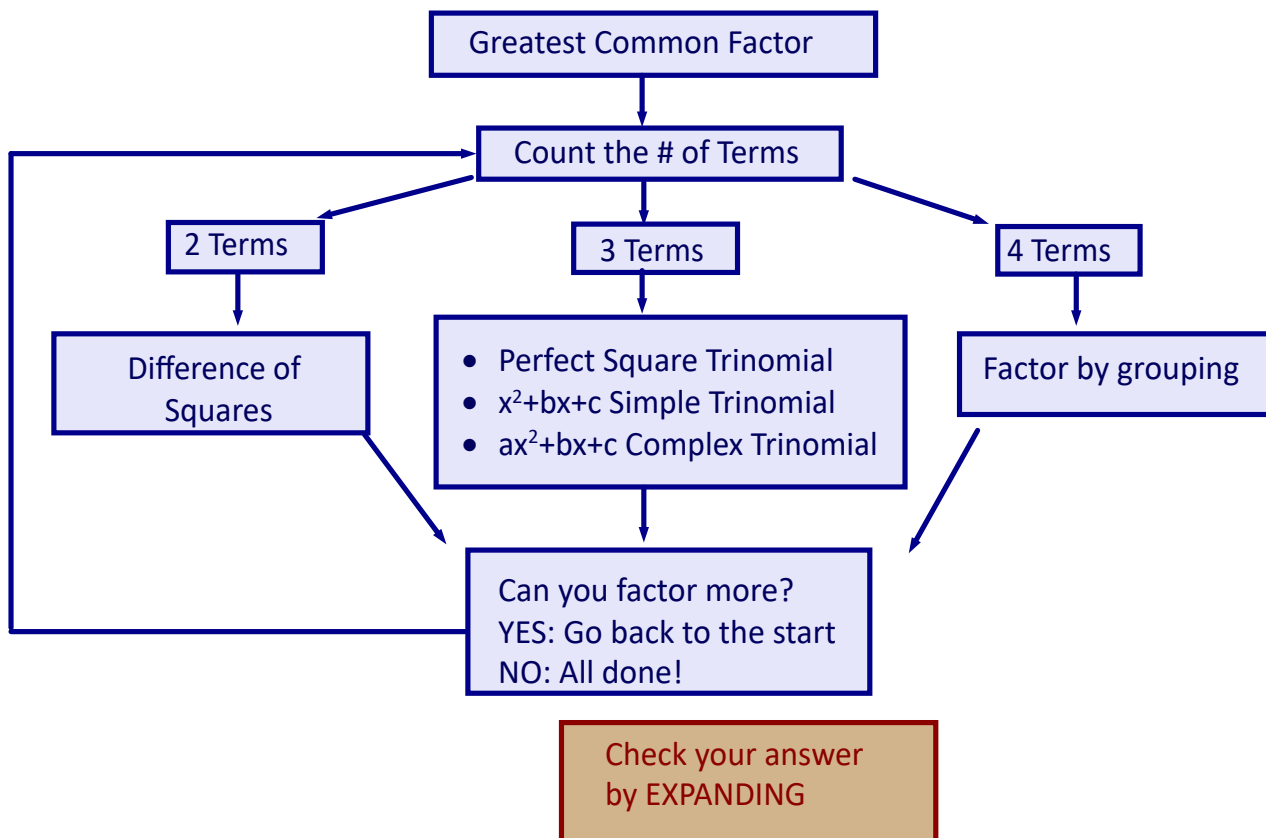 Greatest Common Factor
Count the # of Terms
2 Terms
3 Terms
4 Terms
Difference of
Squares
• Perfect Square Trinomial
• x²+bx+c Simple Trinomial
• ax²+bx+c Complex Trinomial
Factor by grouping
Can you factor more?
YES: Go back to the start
NO: All done!
Check your answer
by EXPANDING